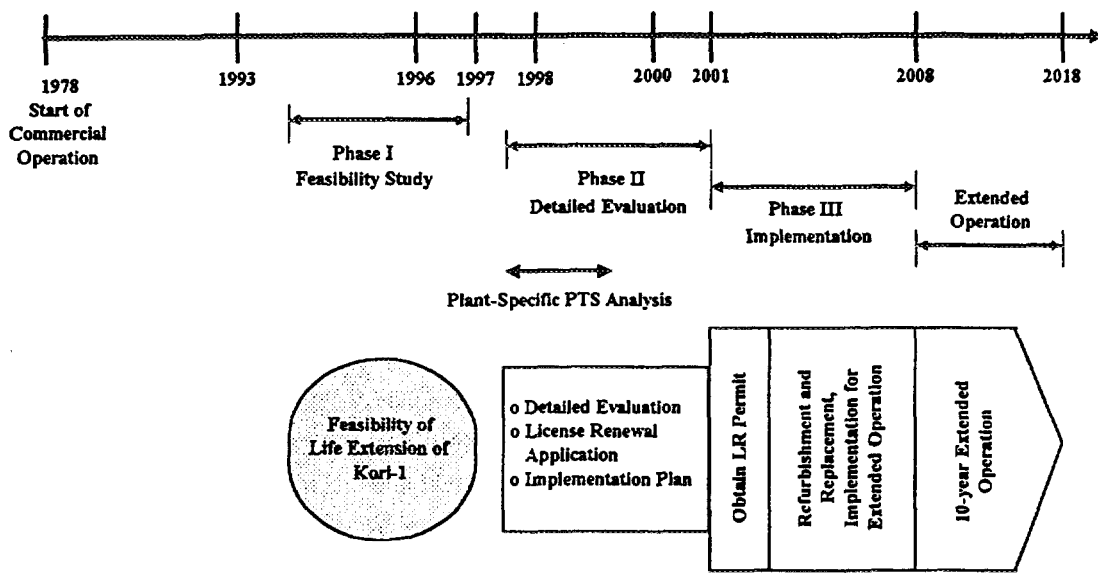 1978
1993
1996
1997
1998
2000
2001
2008
2018
Start of
Commercial
Operation
Phase I
Feasibility Study
Phase II
Detailed Evaluation
Phase III
Implementation
Extended
Operation
Plant-Specific PTS Analysis
Feasibility of
Life Extension of
Kori-1
o Detailed Evaluation
o License Renewal
Application
o Implementation Plan
Obtain LR Permit
Refurbishment and
Replacement,
Implementation for
Extended Operation
10-year Extended
Operation